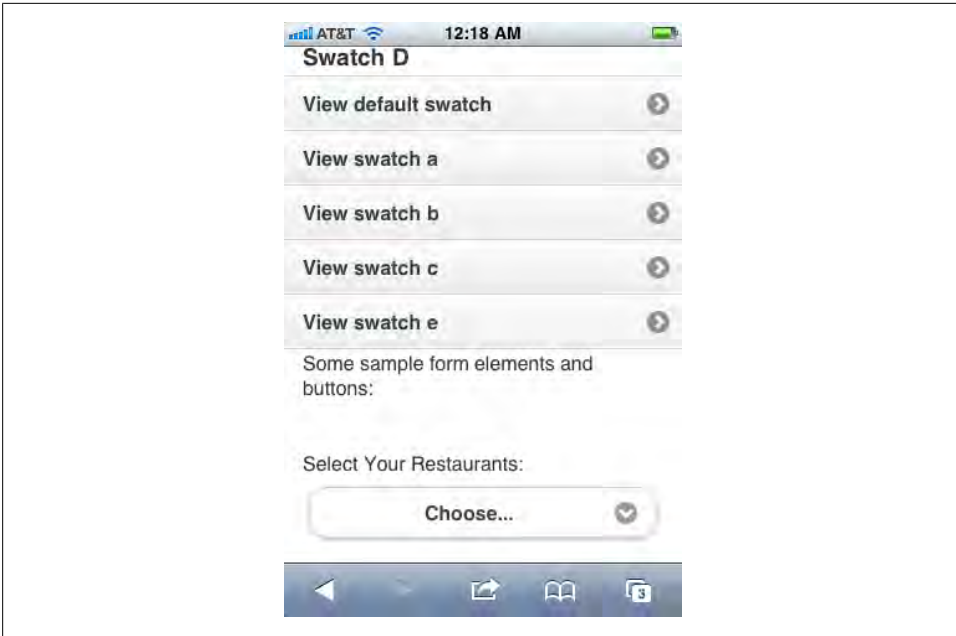 AT&T 12:18 AM
Swatch D
View default swatch
View swatch a
View swatch b
View swatch c
View swatch e
Some sample form elements and
buttons:
Select Your Restaurants:
Choose...
3